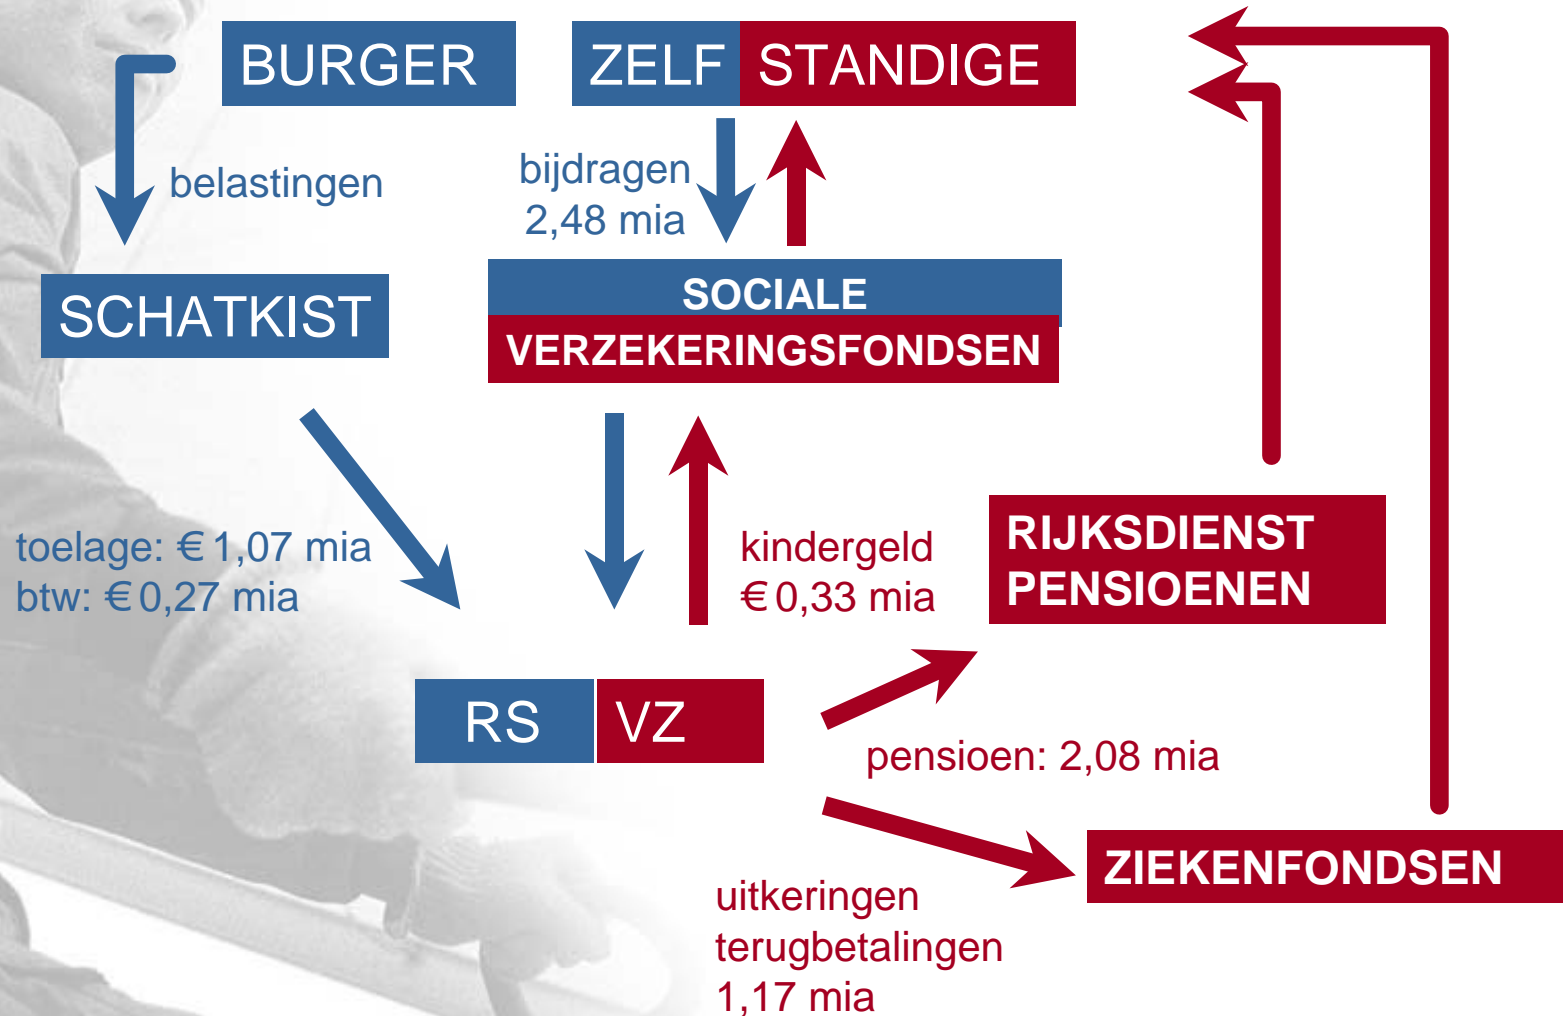 BURGER
ZELF STANDIGE
belastingen
bijdragen
2,48 mia
SCHATKIST
SOCIALE
VERZEKERINGSFONDSEN
toelage: € 1,07 mia
btw: € 0,27 mia
kindergeld
€ 0,33 mia
RIJKSDIENST
PENSIOENEN
RS VZ
pensioen: 2,08 mia
ZIEKENFONDSEN
uitkeringen
terugbetalingen
1,17 mia